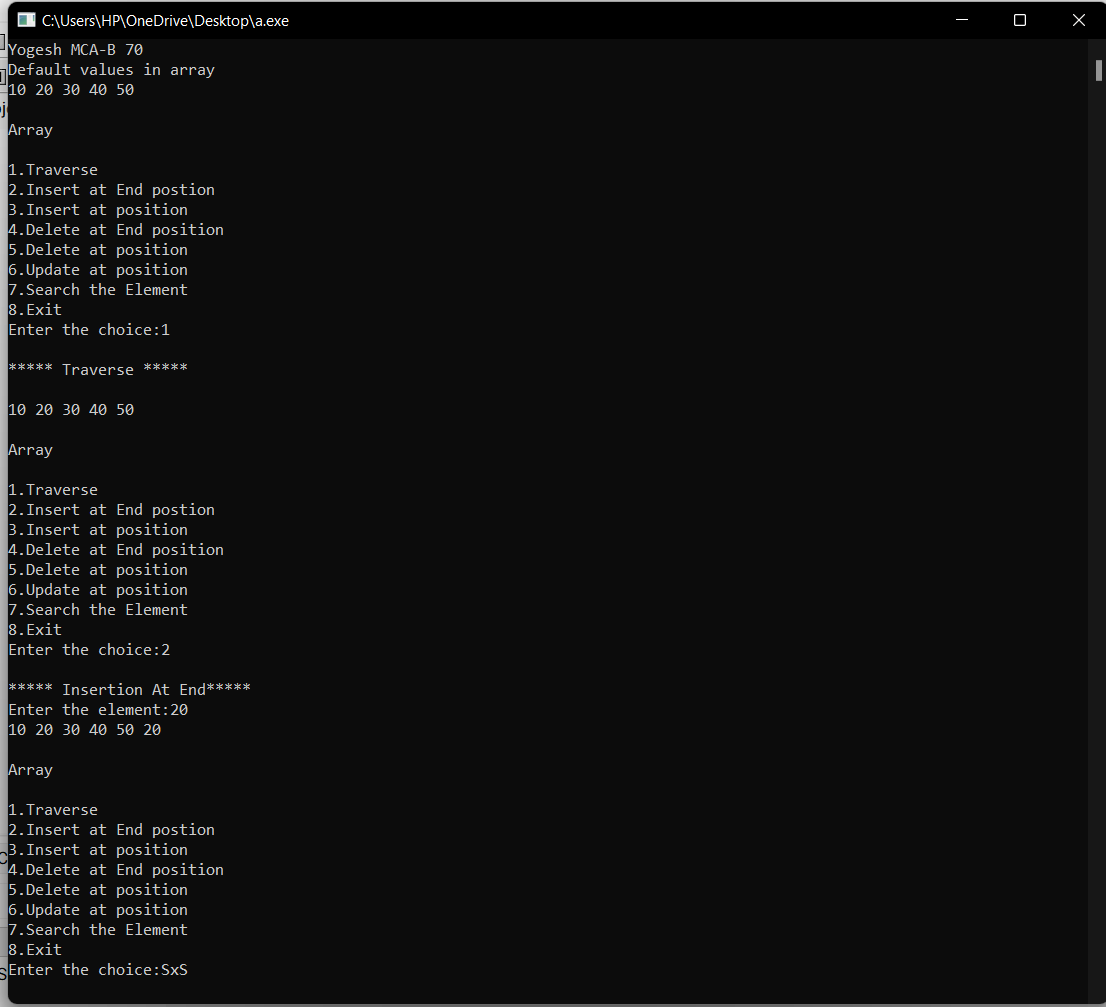 C:\Users\HP\OneDrive\Desktop\a.exe
Yogesh MCA-B 70
Default values in array
10 20 30 40 50
Array
1.Traverse
2.Insert at End postion
3.Insert at position
4.Delete at End position
5.Delete at position
6.Update at position
7.Search the Element
8.Exit
Enter the choice:1
***** Traverse *****
10 20 30 40 50
Array
1.Traverse
2.Insert at End postion
3.Insert at position
4.Delete at End position
5.Delete at position
6.Update at position
7.Search the Element
8.Exit
Enter the choice:2
***** Insertion At End*****
Enter the element:20
10 20 30 40 50 20
Array
1.Traverse
2.Insert at End postion
3.Insert at position
4.Delete at End position
5.Delete at position
6.Update at position
7.Search the Element
8.Exit
Enter the choice:SxS